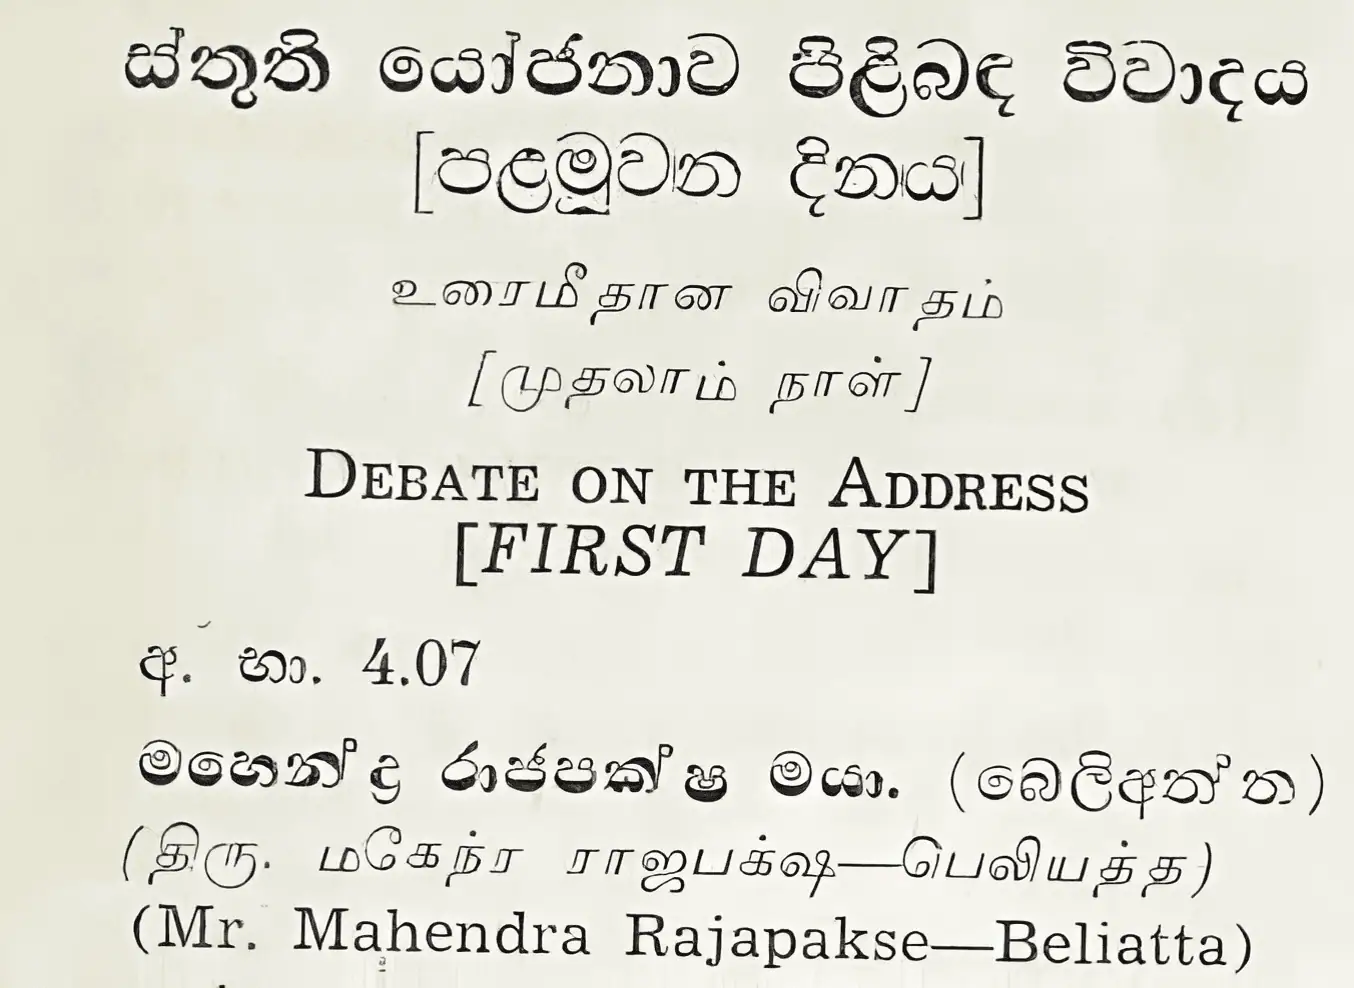 ස්තුති යෝජනාව පිළිබඳ විවාදය
[පළමුවන දිනය]
உரைமீதான விவாதம்
[முதலாம் நாள்]
DEBATE ON THE ADDRESS
[FIRST DAY]
අ. භා. 4.07
මහෙන්ද්‍ර රාජපක්ෂ මයා. (බෙලිඅත්ත)
(திரு. மகேந்ர ராஜபக்ஷ—பெலியத்த)
(Mr. Mahendra Rajapakse—Beliatta)